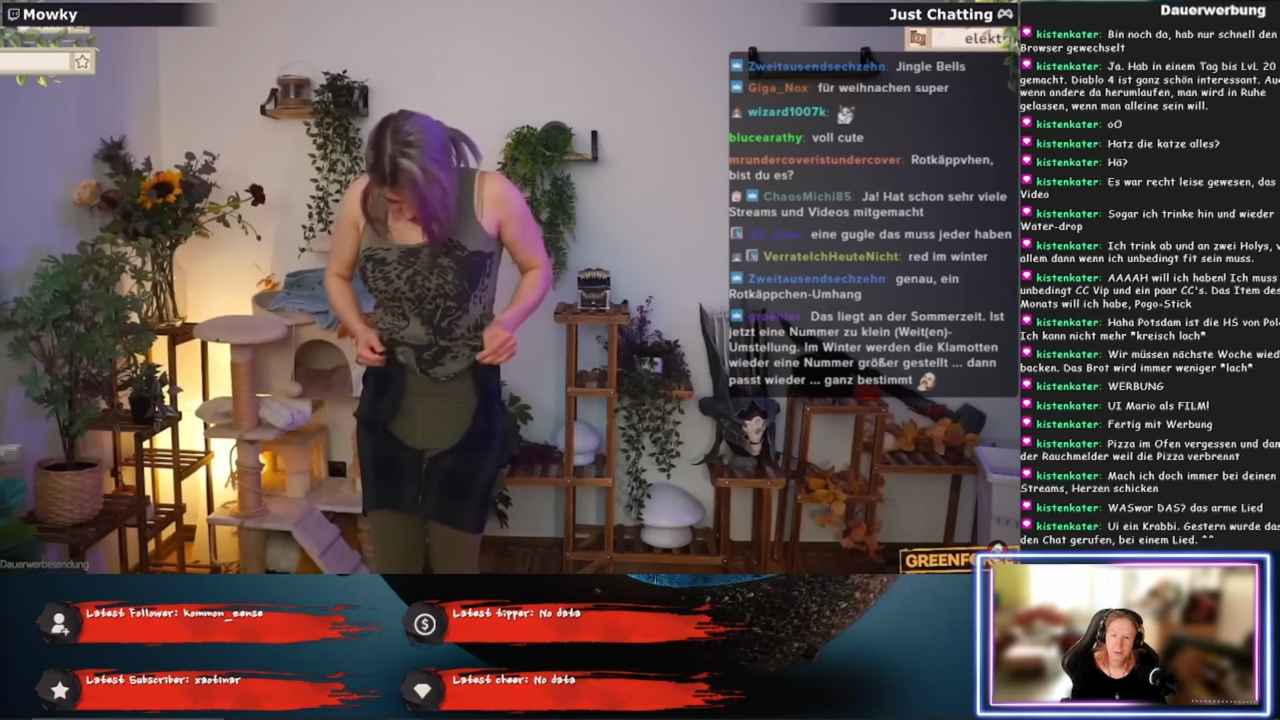 Mowky
Just Chatting
elekt
Zweitausendsechzehn: Jingle Bells
Giga_Nox: für weihnachen super
wizard1007k:
blucearathy: voll cute
mrundercoveristundercover: Rotkäppvhen,
bist du es?
ChaosMichi85: Ja! Hat schon sehr viele
Streams und Videos mitgemacht
eine gugle das muss jeder haben
VerrateIchHeuteNicht: red im winter
Zweitausendsechzehn: genau, ein
Rotkäppchen-Umhang
Das liegt an der Sommerzeit. Ist
jetzt eine Nummer zu klein (Weit(en)-
Umstellung. Im Winter werden die Klamotten
wieder eine Nummer größer gestellt ... dann
passt wieder ... ganz bestimmt
Dauerwerbung
kistenkater: Bin noch da, hab nur schnell den
Browser gewechselt
kistenkater: Ja. Hab in einem Tag bis LvL 20
gemacht. Diablo 4 ist ganz schön interessant. Au
wenn andere da herumlaufen, man wird in Ruhe
gelassen, wenn man alleine sein will.
kistenkater: oO
kistenkater: Hatz die katze alles?
kistenkater: Hä?
kistenkater: Es war recht leise gewesen, das
Video
kistenkater: Sogar ich trinke hin und wieder
Water-drop
kistenkater: Ich trink ab und an zwei Holys, v
allem dann wenn ich unbedingt fit sein muss.
kistenkater: AAAAH will ich haben! Ich muss
unbedingt CC Vip und ein paar CC's. Das Item des
Monats will ich habe, Pogo-Stick
kistenkater: Haha Potsdam ist die HS von Pol
Ich kann nicht mehr *kreisch lach*
kistenkater: Wir müssen nächste Woche wied
backen. Das Brot wird immer weniger *lach*
kistenkater: WERBUNG
kistenkater: UI Mario als FILM!
kistenkater: Fertig mit Werbung
kistenkater: Pizza im Ofen vergessen und dan
der Rauchmelder weil die Pizza verbrennt
kistenkater: Mach ich doch immer bei deinen
Streams, Herzen schicken
kistenkater: WASwar DAS? das arme Lied
kistenkater: Ui ein Krabbi. Gestern wurde da
den Chat gerufen, bei einem Lied. ^^
Dauerwerbesendung
GREENFO
Latest Follower: Kommon_zense
Latest tipper: No data
Latest Subscriber: xaotinar
Latest cheer: No data